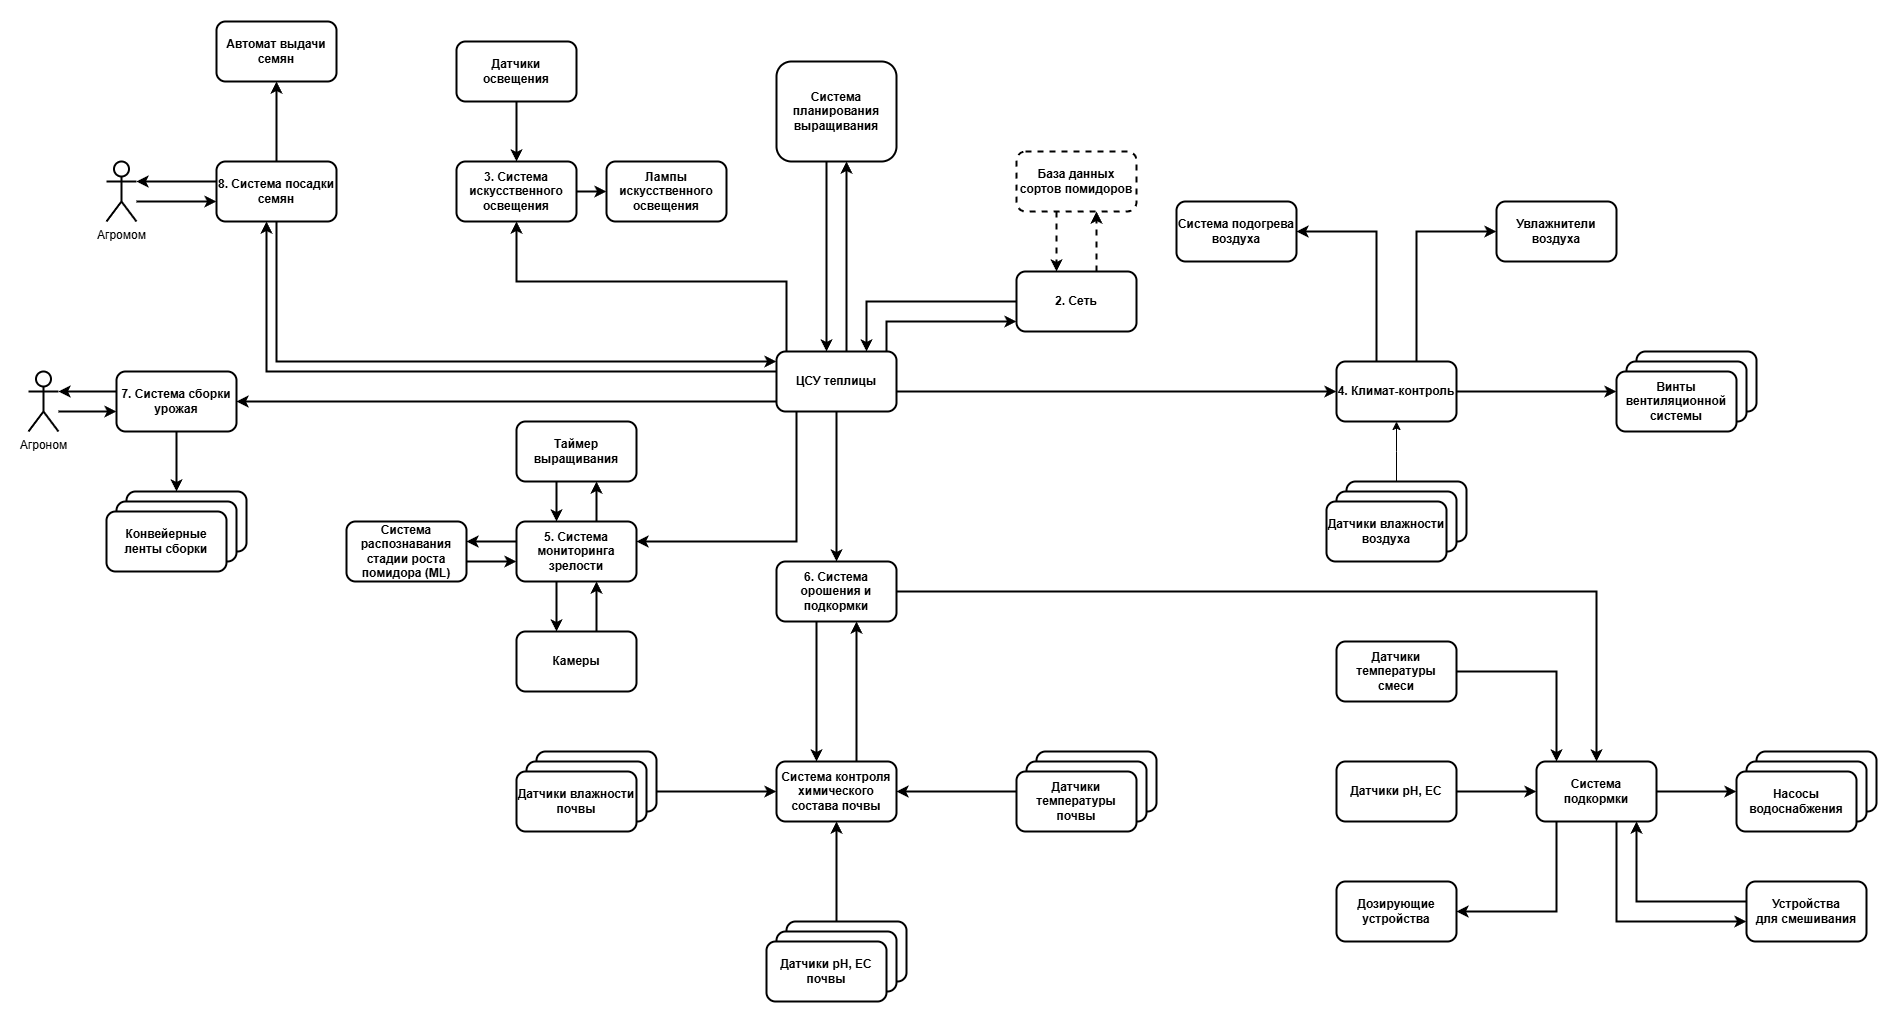 Автомат выдачи
семян
Датчики
освещения
Система
планирования
выращивания
База данных
сортов помидоров
8. Система посадки
семян
Агромом
3. Система
искусственного
освещения
Лампы
искусственного
освещения
Система подогрева
воздуха
Увлажнители
воздуха
2. Сеть
ЦСУ теплицы
7. Система сборки
урожая
Агроном
4. Климат-контроль
Винты
вентиляционной
системы
Таймер
выращивания
Конвейерные
ленты сборки
Система
распознавания
стадии роста
помидора (ML)
5. Система
мониторинга
зрелости
Датчики влажности
воздуха
6. Система
орошения и
подкормки
Камеры
Датчики
температуры
смеси
Датчики влажности
почвы
Система контроля
химического
состава почвы
Датчики
температуры
почвы
Датчики pH, EC
Система
подкормки
Насосы
водоснабжения
Дозирующие
устройства
Устройства
для смешивания
Датчики pH, EC
почвы